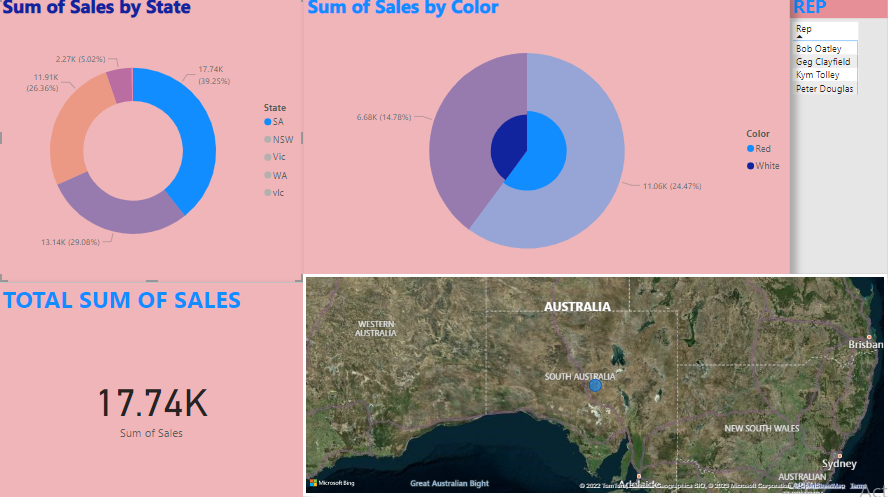 Sum of Sales by State
2.27K (5.02%)
17.74K
(39.25%)
11.91K
(26.36%)
13.14K (29.08%)
State
SA
NSW
Vic
WA
vlc
Sum of Sales by Color
6.68K (14.78%)
11.06K (24.47%)
Color
Red
White
REP
Rep
Bob Oatley
Geg Clayfield
Kym Tolley
Peter Douglas
TOTAL SUM OF SALES
17.74K
Sum of Sales
AUSTRALIA
WESTERN
AUSTRALIA
SOUTH AUSTRALIA
Brisban
NEW SOUTH WALES
Sydney
Adelaide
AUSTRALIAN
Great Australian Bight
Microsoft Bing
© 2022 TomTom, © 2023 Microsoft Corporation, © OpenStreetMap Terms